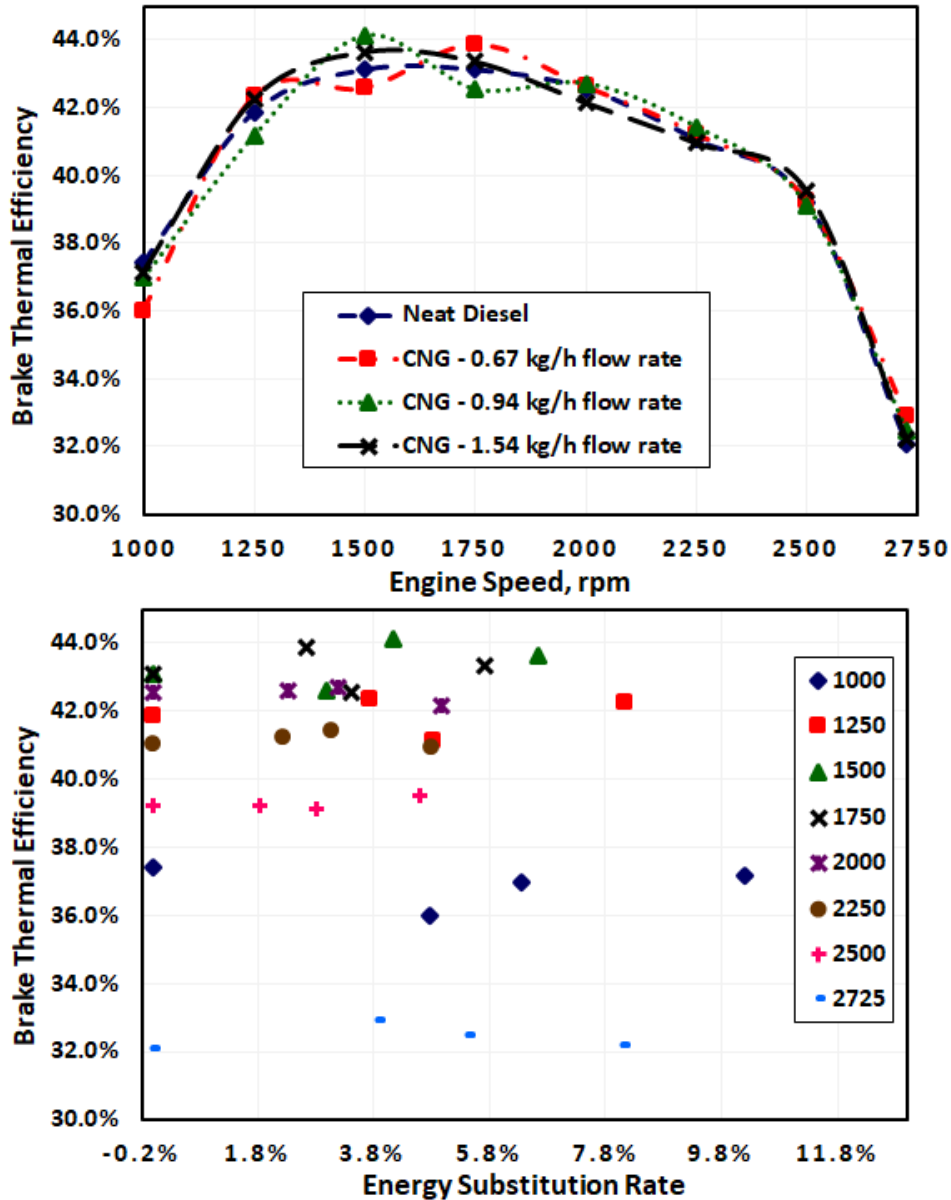 44.0%
42.0%
40.0%
38.0%
36.0%
34.0%
32.0%
30.0%
Brake Thermal Efficiency
Neat Diesel
CNG - 0.67 kg/h flow rate
CNG - 0.94 kg/h flow rate
CNG - 1.54 kg/h flow rate
1000 1250 1500 1750 2000 2250 2500 2750
Engine Speed, rpm
44.0%
42.0%
40.0%
38.0%
36.0%
34.0%
32.0%
30.0%
Brake Thermal Efficiency
1000
1250
1500
1750
2000
2250
2500
2725
-0.2% 1.8% 3.8% 5.8% 7.8% 9.8% 11.8%
Energy Substitution Rate